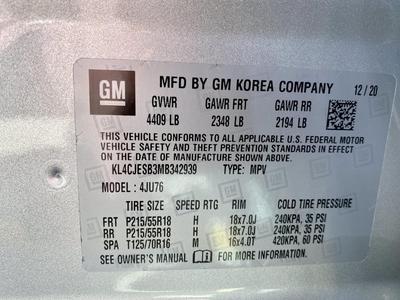 GM
MFD BY GM KOREA COMPANY 12/20
GVWR GAWR FRT GAWR RR
4409 LB 2348 LB 2194 LB
THIS VEHICLE CONFORMS TO ALL APPLICABLE U.S. FEDERAL MOTOR
VEHICLE SAFETY AND THEFT PREVENTION STANDARDS IN EFFECT ON
THE DATE OF MANUFACTURE SHOWN ABOVE.
KL4CJESB3MB342939 TYPE: MPV
MODEL: 4JU76
TIRE SIZE SPEED RTG RIM COLD TIRE PRESSURE
FRT P215/55R18 H 18x7.0J 240KPA, 35 PSI
RR P215/55R18 H 18x7.0J 240KPA, 35 PSI
SPA T125/70R16 M 16x4.0T 420KPA, 60 PSI
SEE OWNER'S MANUAL FOR MORE INFORMATION.